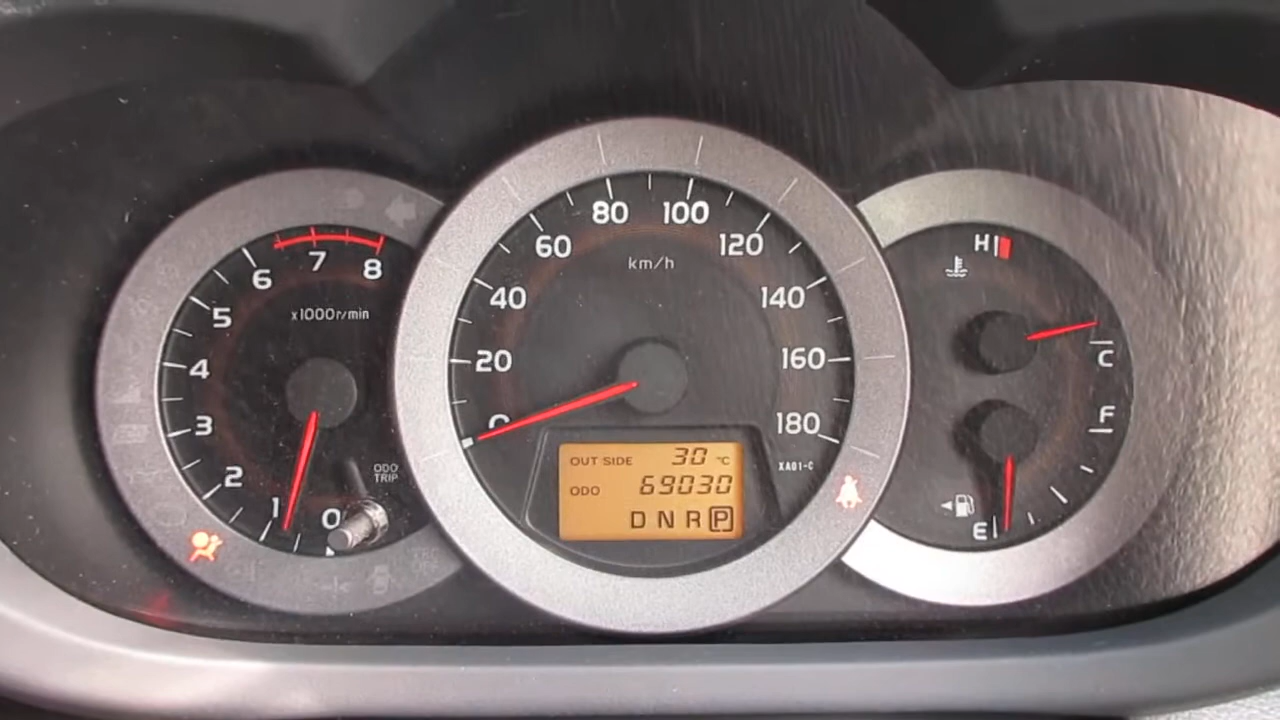 0
1
2
3
4
5
6
7
8
x1000r/min
ODO
TRIP
0
20
40
60
80
100
120
140
160
180
km/h
OUT SIDE 30 °C
ODO 69030
D N R P
XA01-C
H
C
F
E